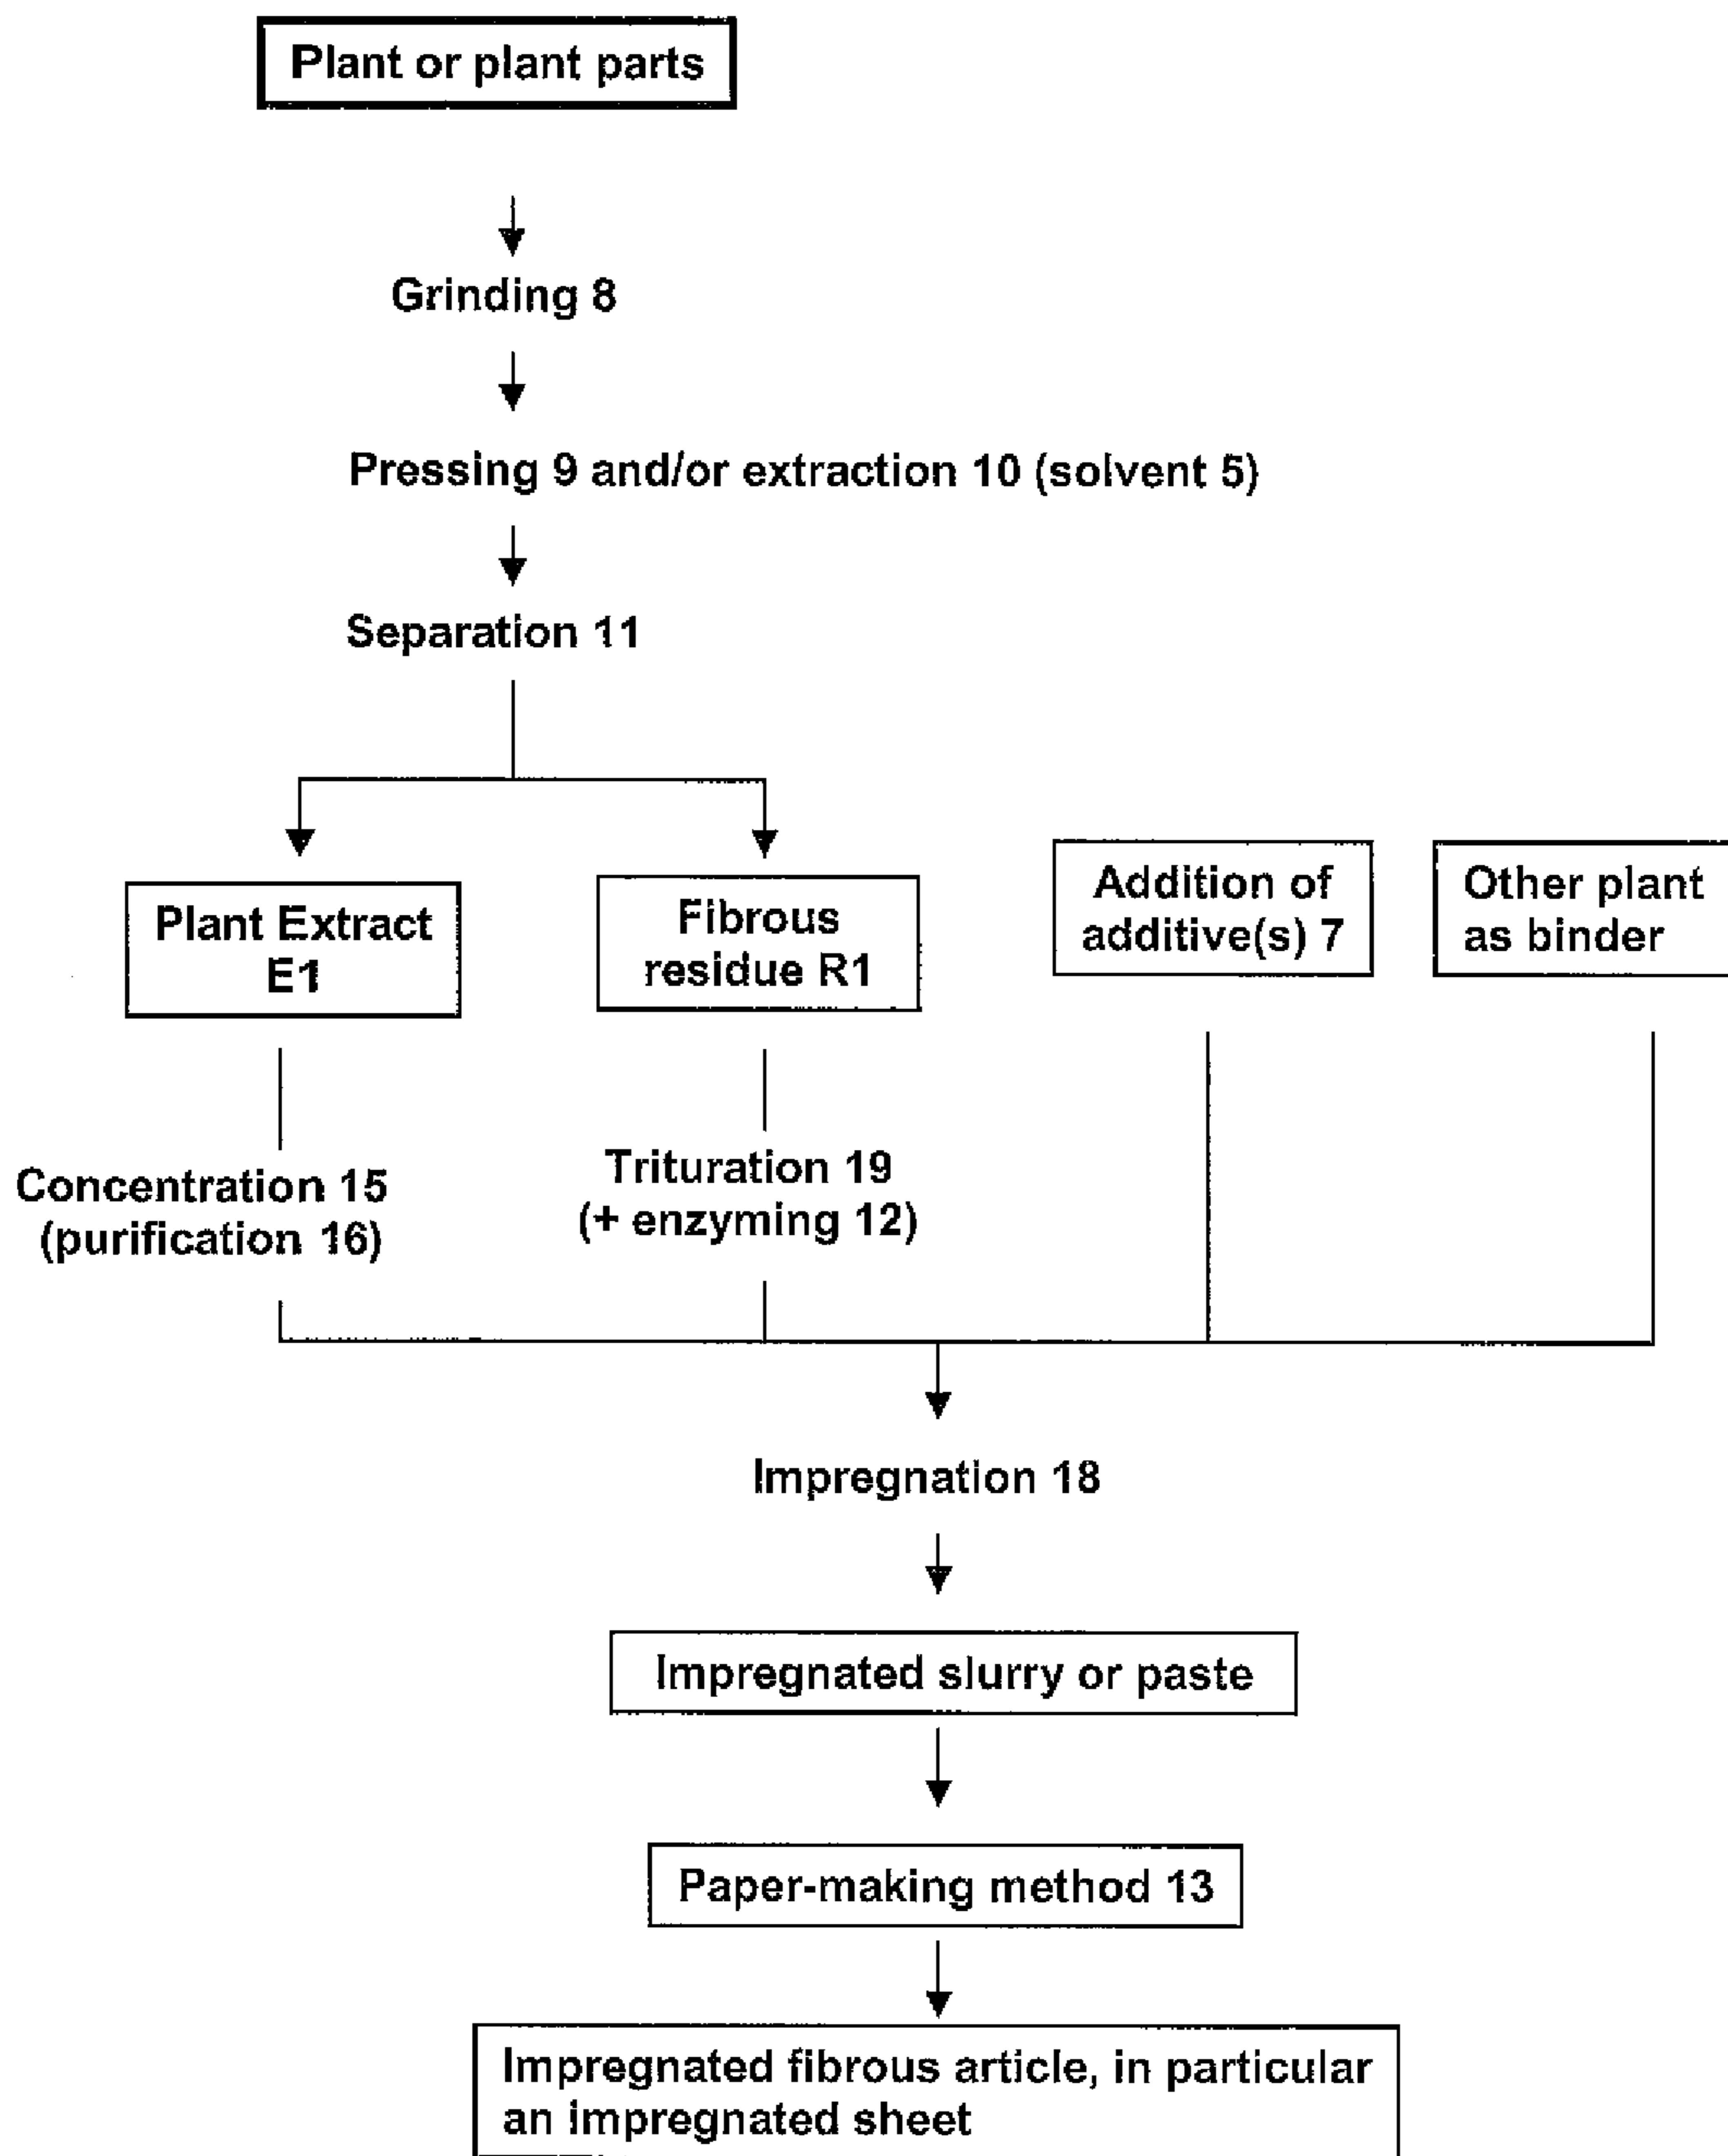 Plant or plant parts
Grinding 8
Pressing 9 and/or extraction 10 (solvent 5)
Separation 11
Plant Extract
E1
Fibrous
residue R1
Addition of
additive(s) 7
Other plant
as binder
Concentration 15
(purification 16)
Trituration 19
(+ enzyming 12)
Impregnation 18
Impregnated slurry or paste
Paper-making method 13
Impregnated fibrous article, in particular
an impregnated sheet